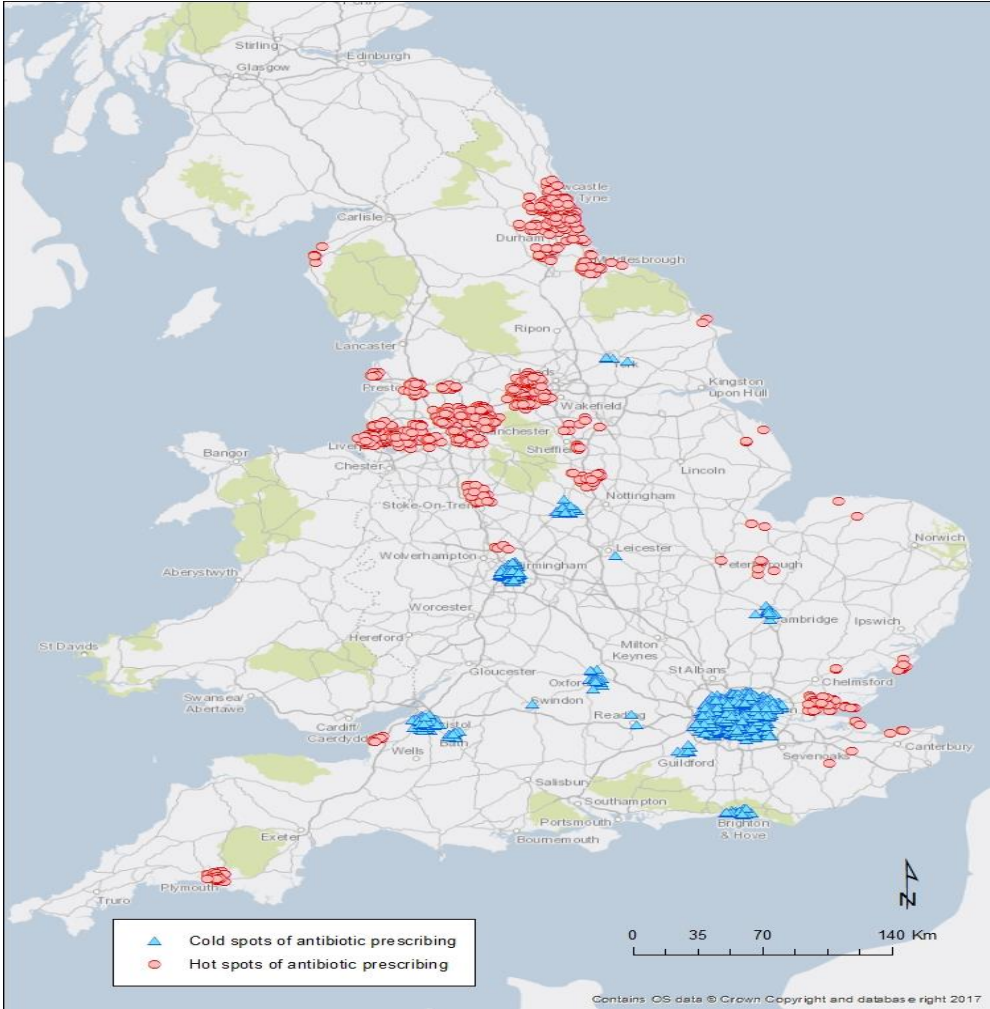 Stirling
Glasgow
Edinburgh
Carlisle
Durham
Ripon
Lancaster
York
Kingston
upon Hull
Wakefield
Bangor
Chester
Lincoln
Stoke-On-Trent
Nottingham
Norwich
Wolverhampton
Leicester
Aberystwyth
Worcester
Ipswich
St Davids
Hereford
Milton
Keynes
Gloucester
St Albans
Chelmsford
Swansea/
Abertawe
Swindon
Reading
Cardiff/
Caerdydd
Wells
Bath
Guildford
Sevenoaks
Canterbury
Salisbury
Southampton
Portsmouth
Bournemouth
Brighton
& Hove
Exeter
Plymouth
Truro
N
Cold spots of antibiotic prescribing
Hot spots of antibiotic prescribing
0 35 70 140 Km
Contains OS data © Crown Copyright and database right 2017